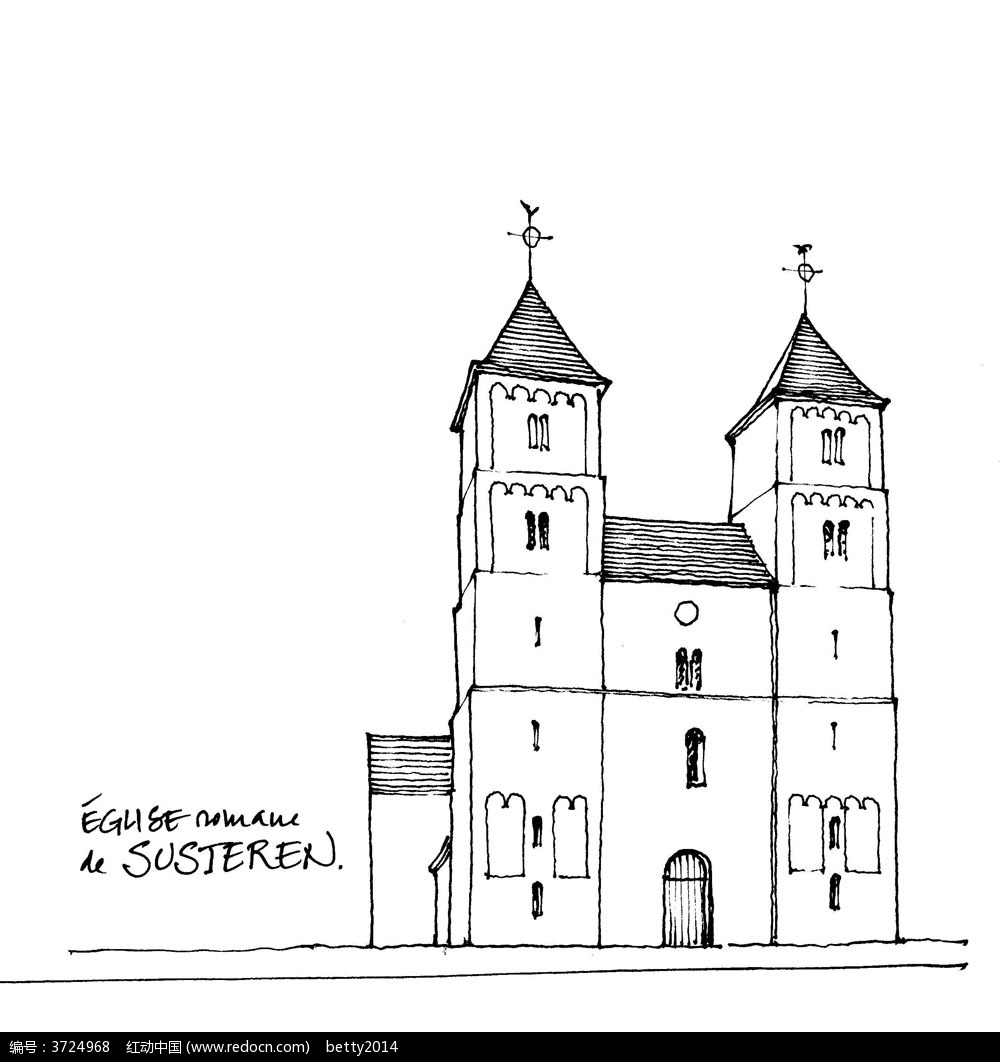 ÉGLISE romane
de SUSTEREN.
编号：3724968 红动中国 (www.redocn.com) betty2014